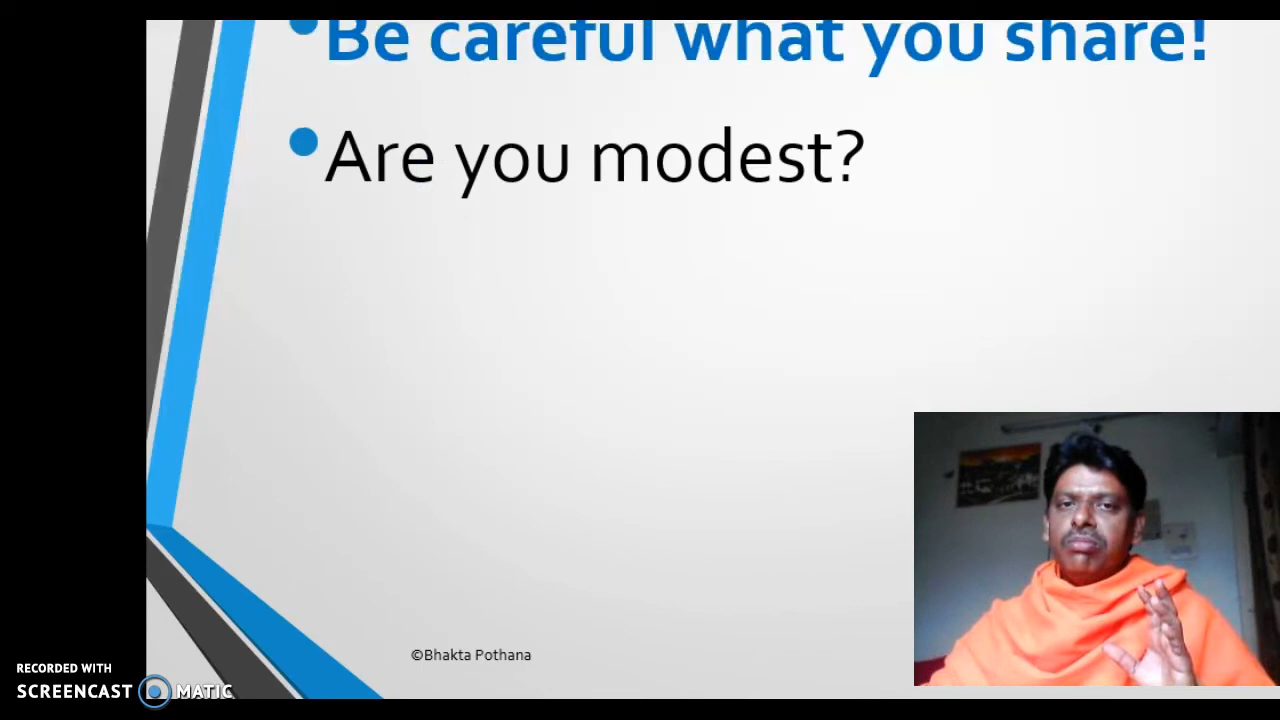 Be careful what you share!
Are you modest?
©Bhakta Pothana
RECORDED WITH
SCREENCAST MATIC